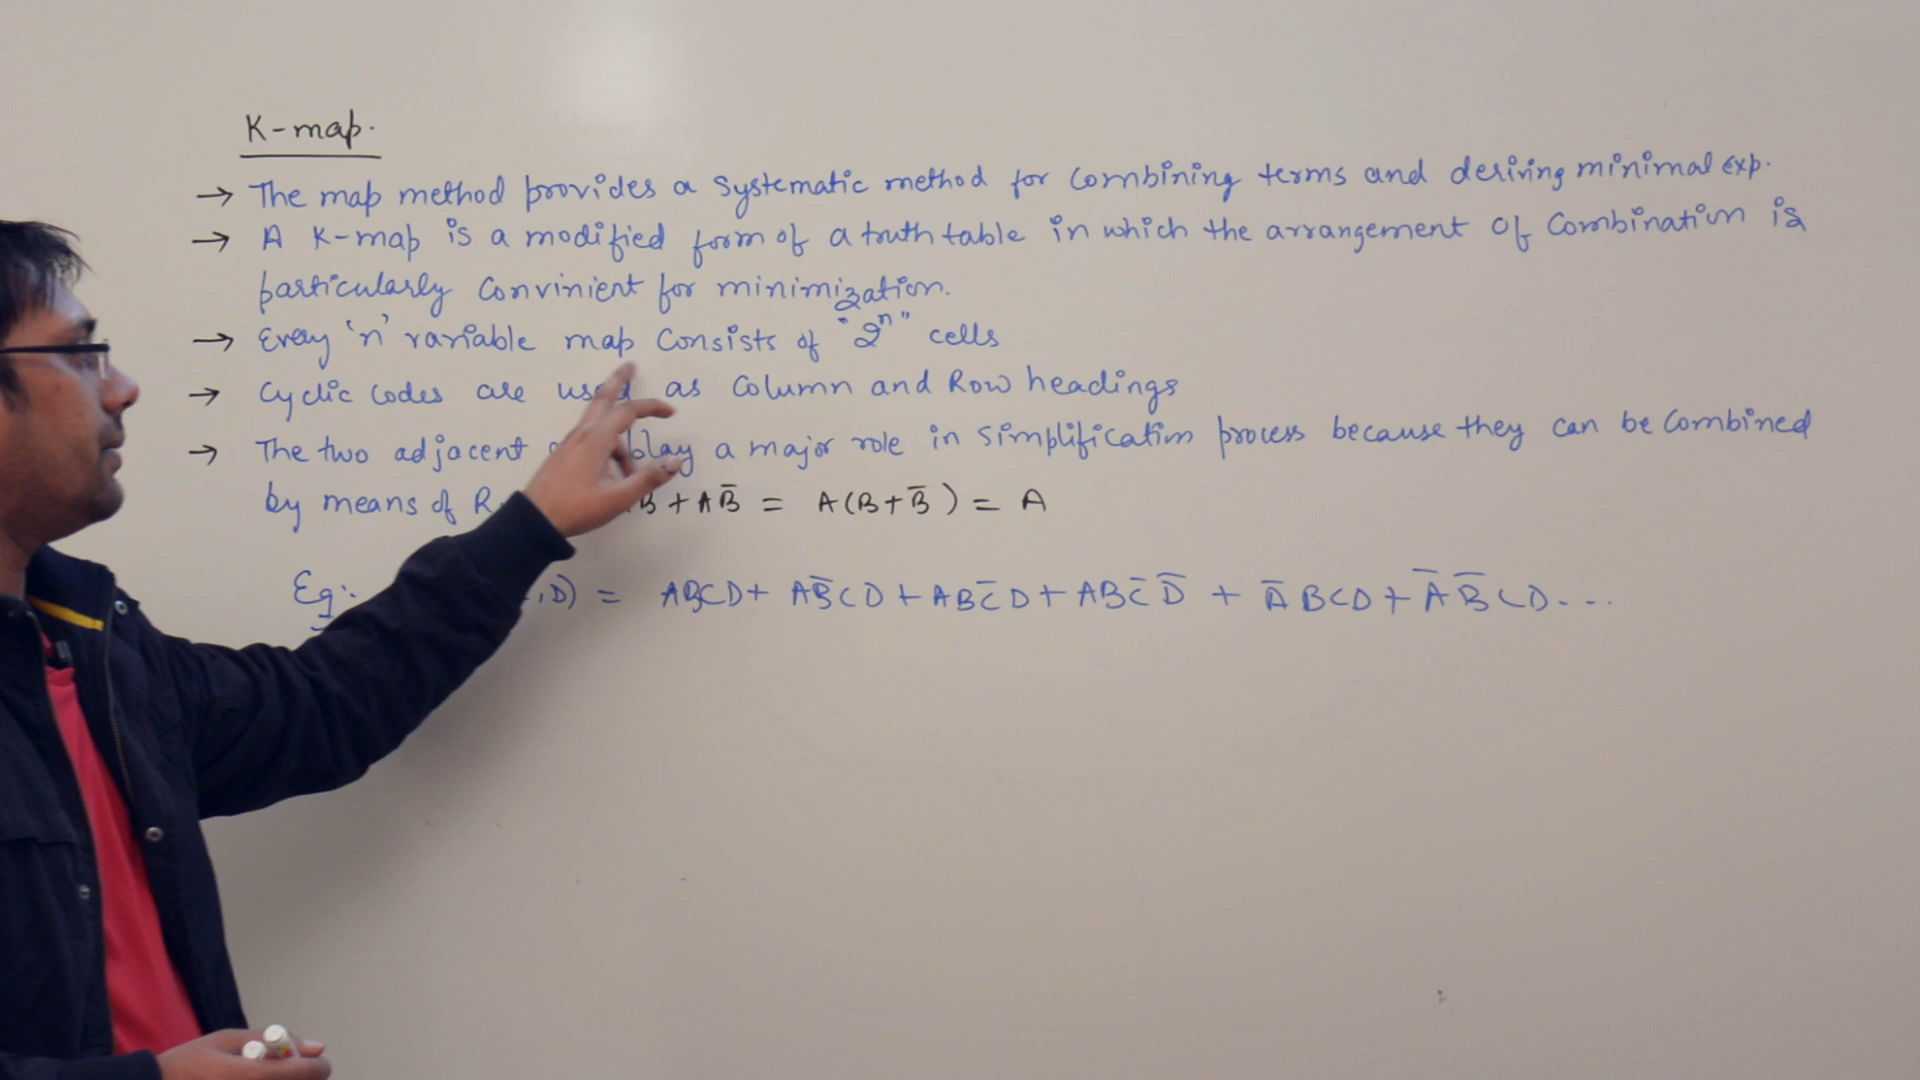 K-map.
→ The map method provides a systematic method for combining terms and deriving minimal exp.
→ A K-map is a modified form of a truth table in which the arrangement of combination is
particularly convinient for minimization.
→ Every 'n' variable map consists of "2ⁿ" cells
→ Cyclic codes are used as column and Row headings
→ The two adjacent play a major role in simplification process because they can be combined
by means of B + AB̅ = A(B+B̅) = A
Eg:- ,D) = ABCD + AB̅CD + ABC̅D + ABC̅D̅ + A̅BCD + A̅B̅CD...